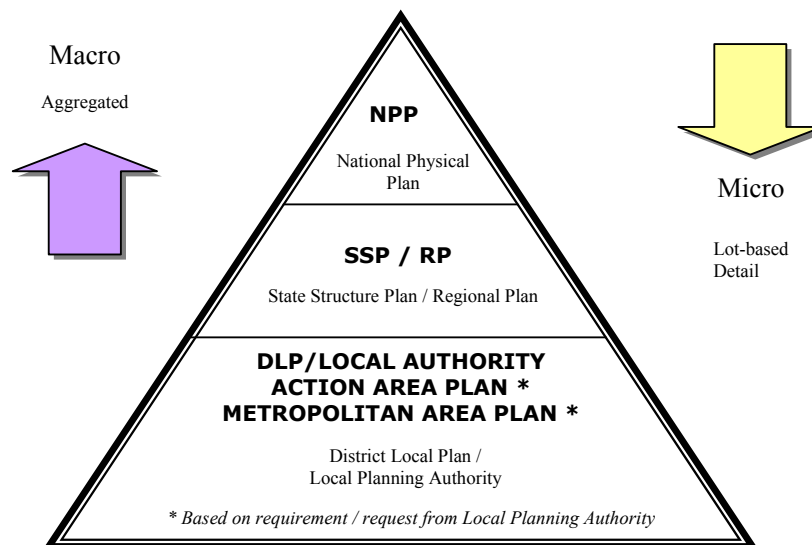 Macro
Aggregated
NPP
National Physical
Plan
Micro
Lot-based
Detail
SSP / RP
State Structure Plan / Regional Plan
DLP/LOCAL AUTHORITY
ACTION AREA PLAN *
METROPOLITAN AREA PLAN *
District Local Plan /
Local Planning Authority
* Based on requirement / request from Local Planning Authority